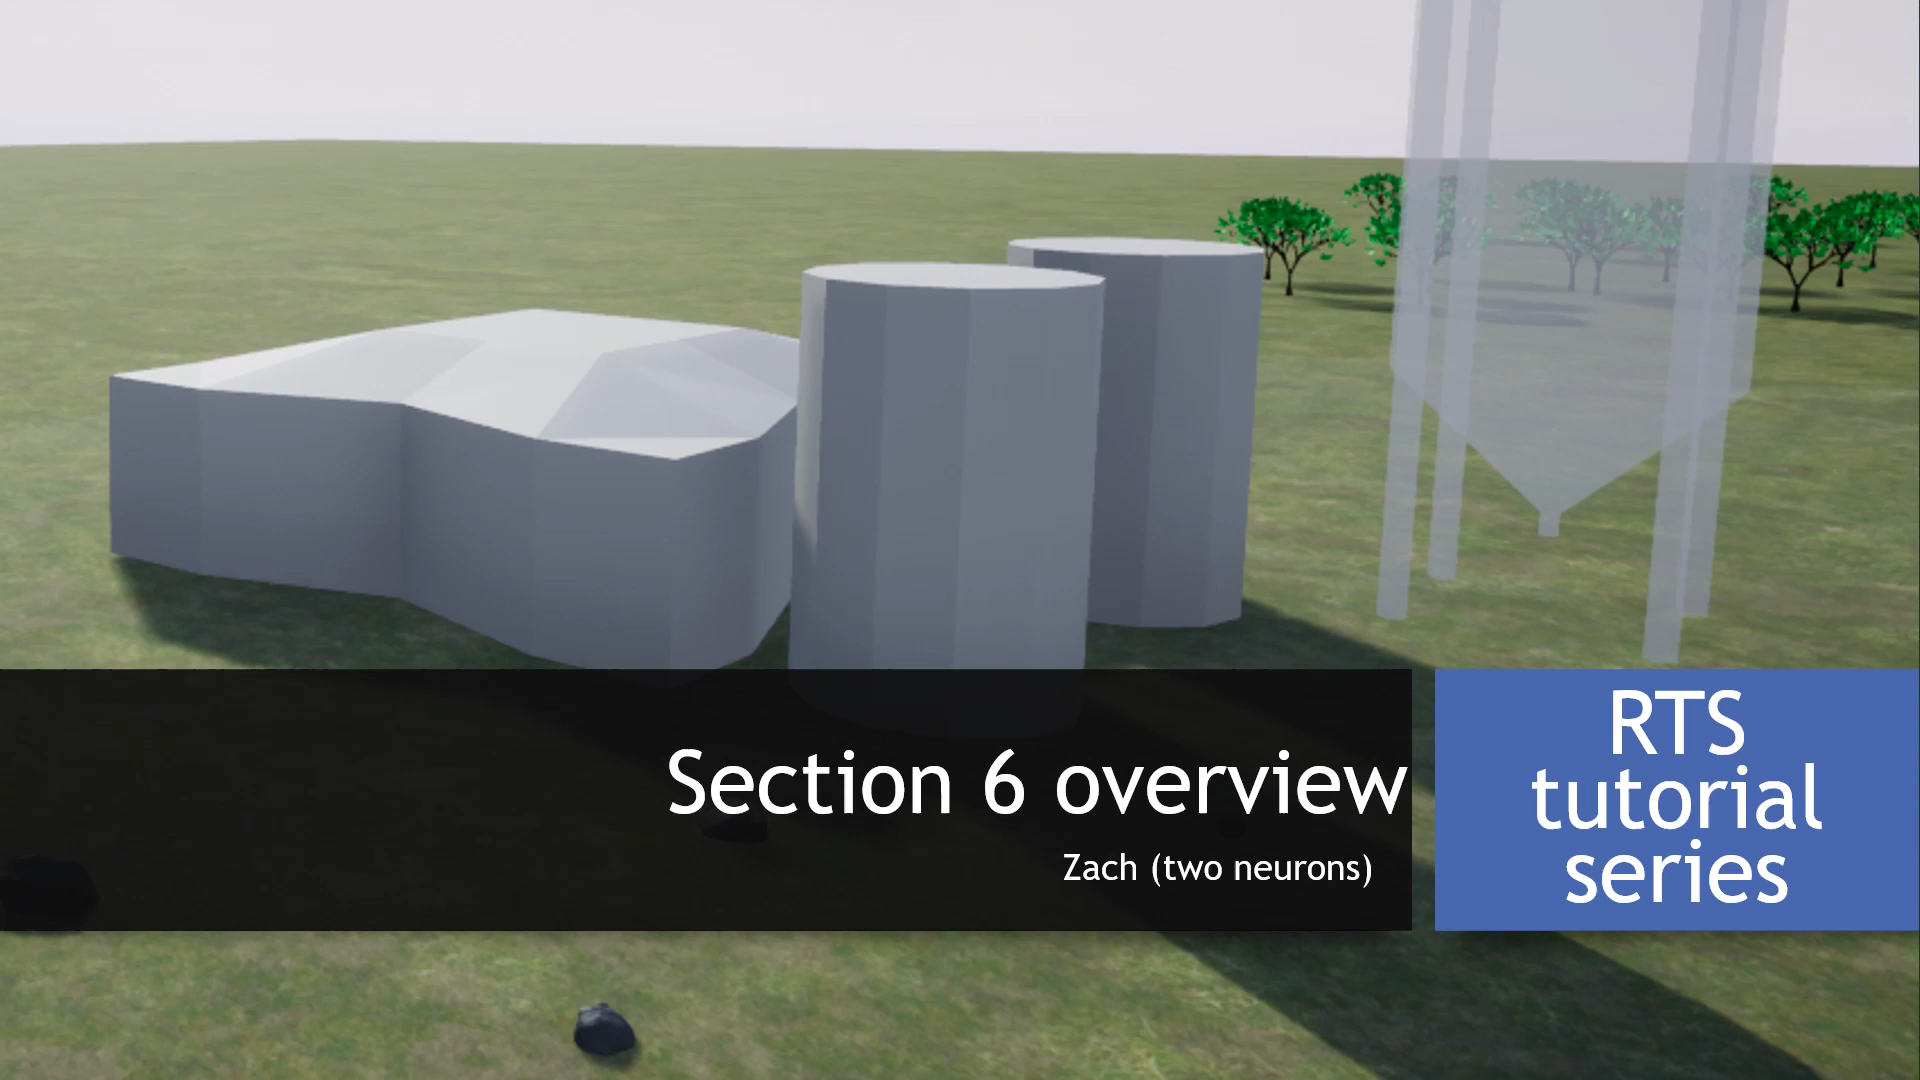 Section 6 overview
Zach (two neurons)
RTS
tutorial
series